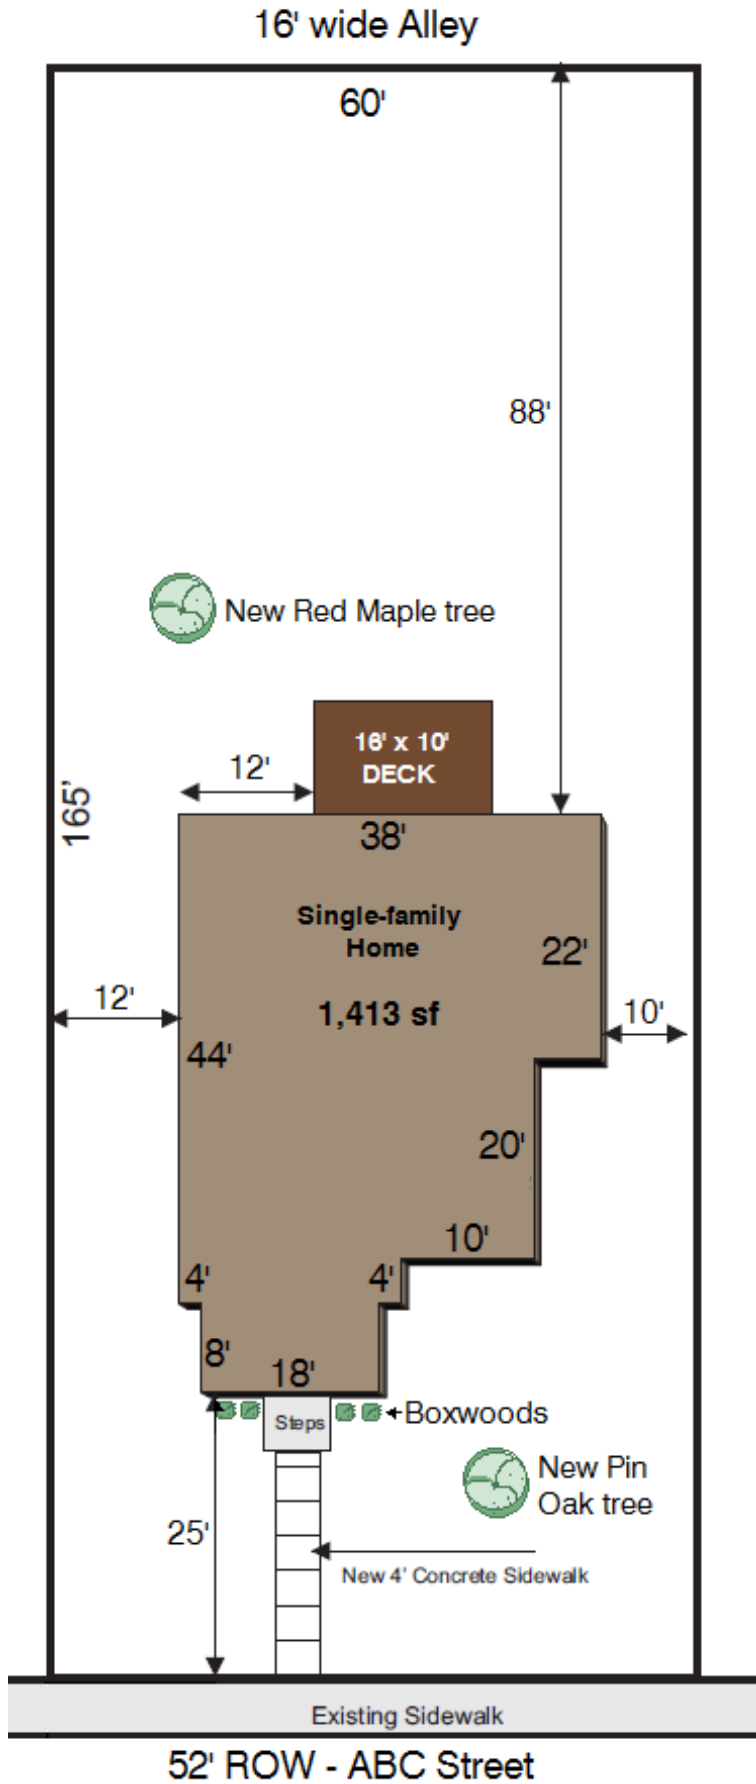 16' wide Alley
60'
88'
New Red Maple tree
16' x 10'
DECK
12'
165'
38'
Single-family
Home
22'
12'
1,413 sf
10'
44'
20'
10'
4'
4'
8'
18'
Boxwoods
Steps
New Pin
Oak tree
25'
New 4' Concrete Sidewalk
Existing Sidewalk
52' ROW - ABC Street